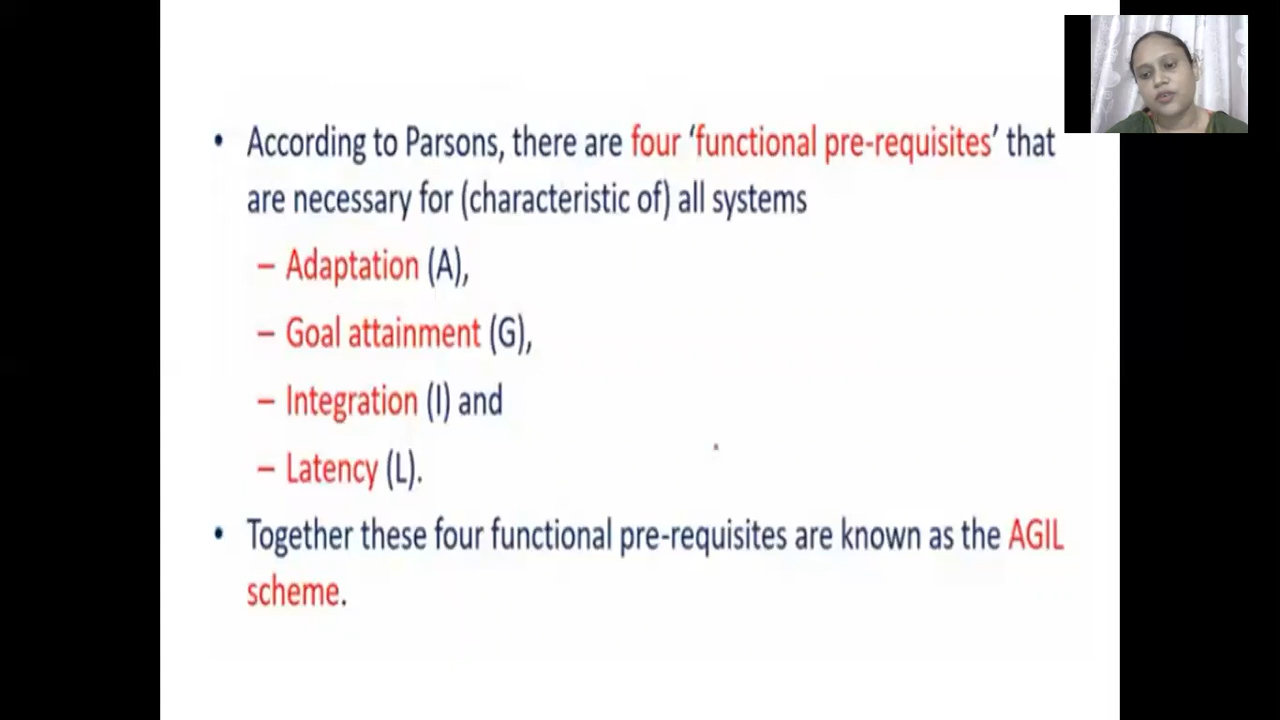 • According to Parsons, there are four ‘functional pre-requisites’ that
are necessary for (characteristic of) all systems
– Adaptation (A),
– Goal attainment (G),
– Integration (I) and
– Latency (L).
• Together these four functional pre-requisites are known as the AGIL
scheme.